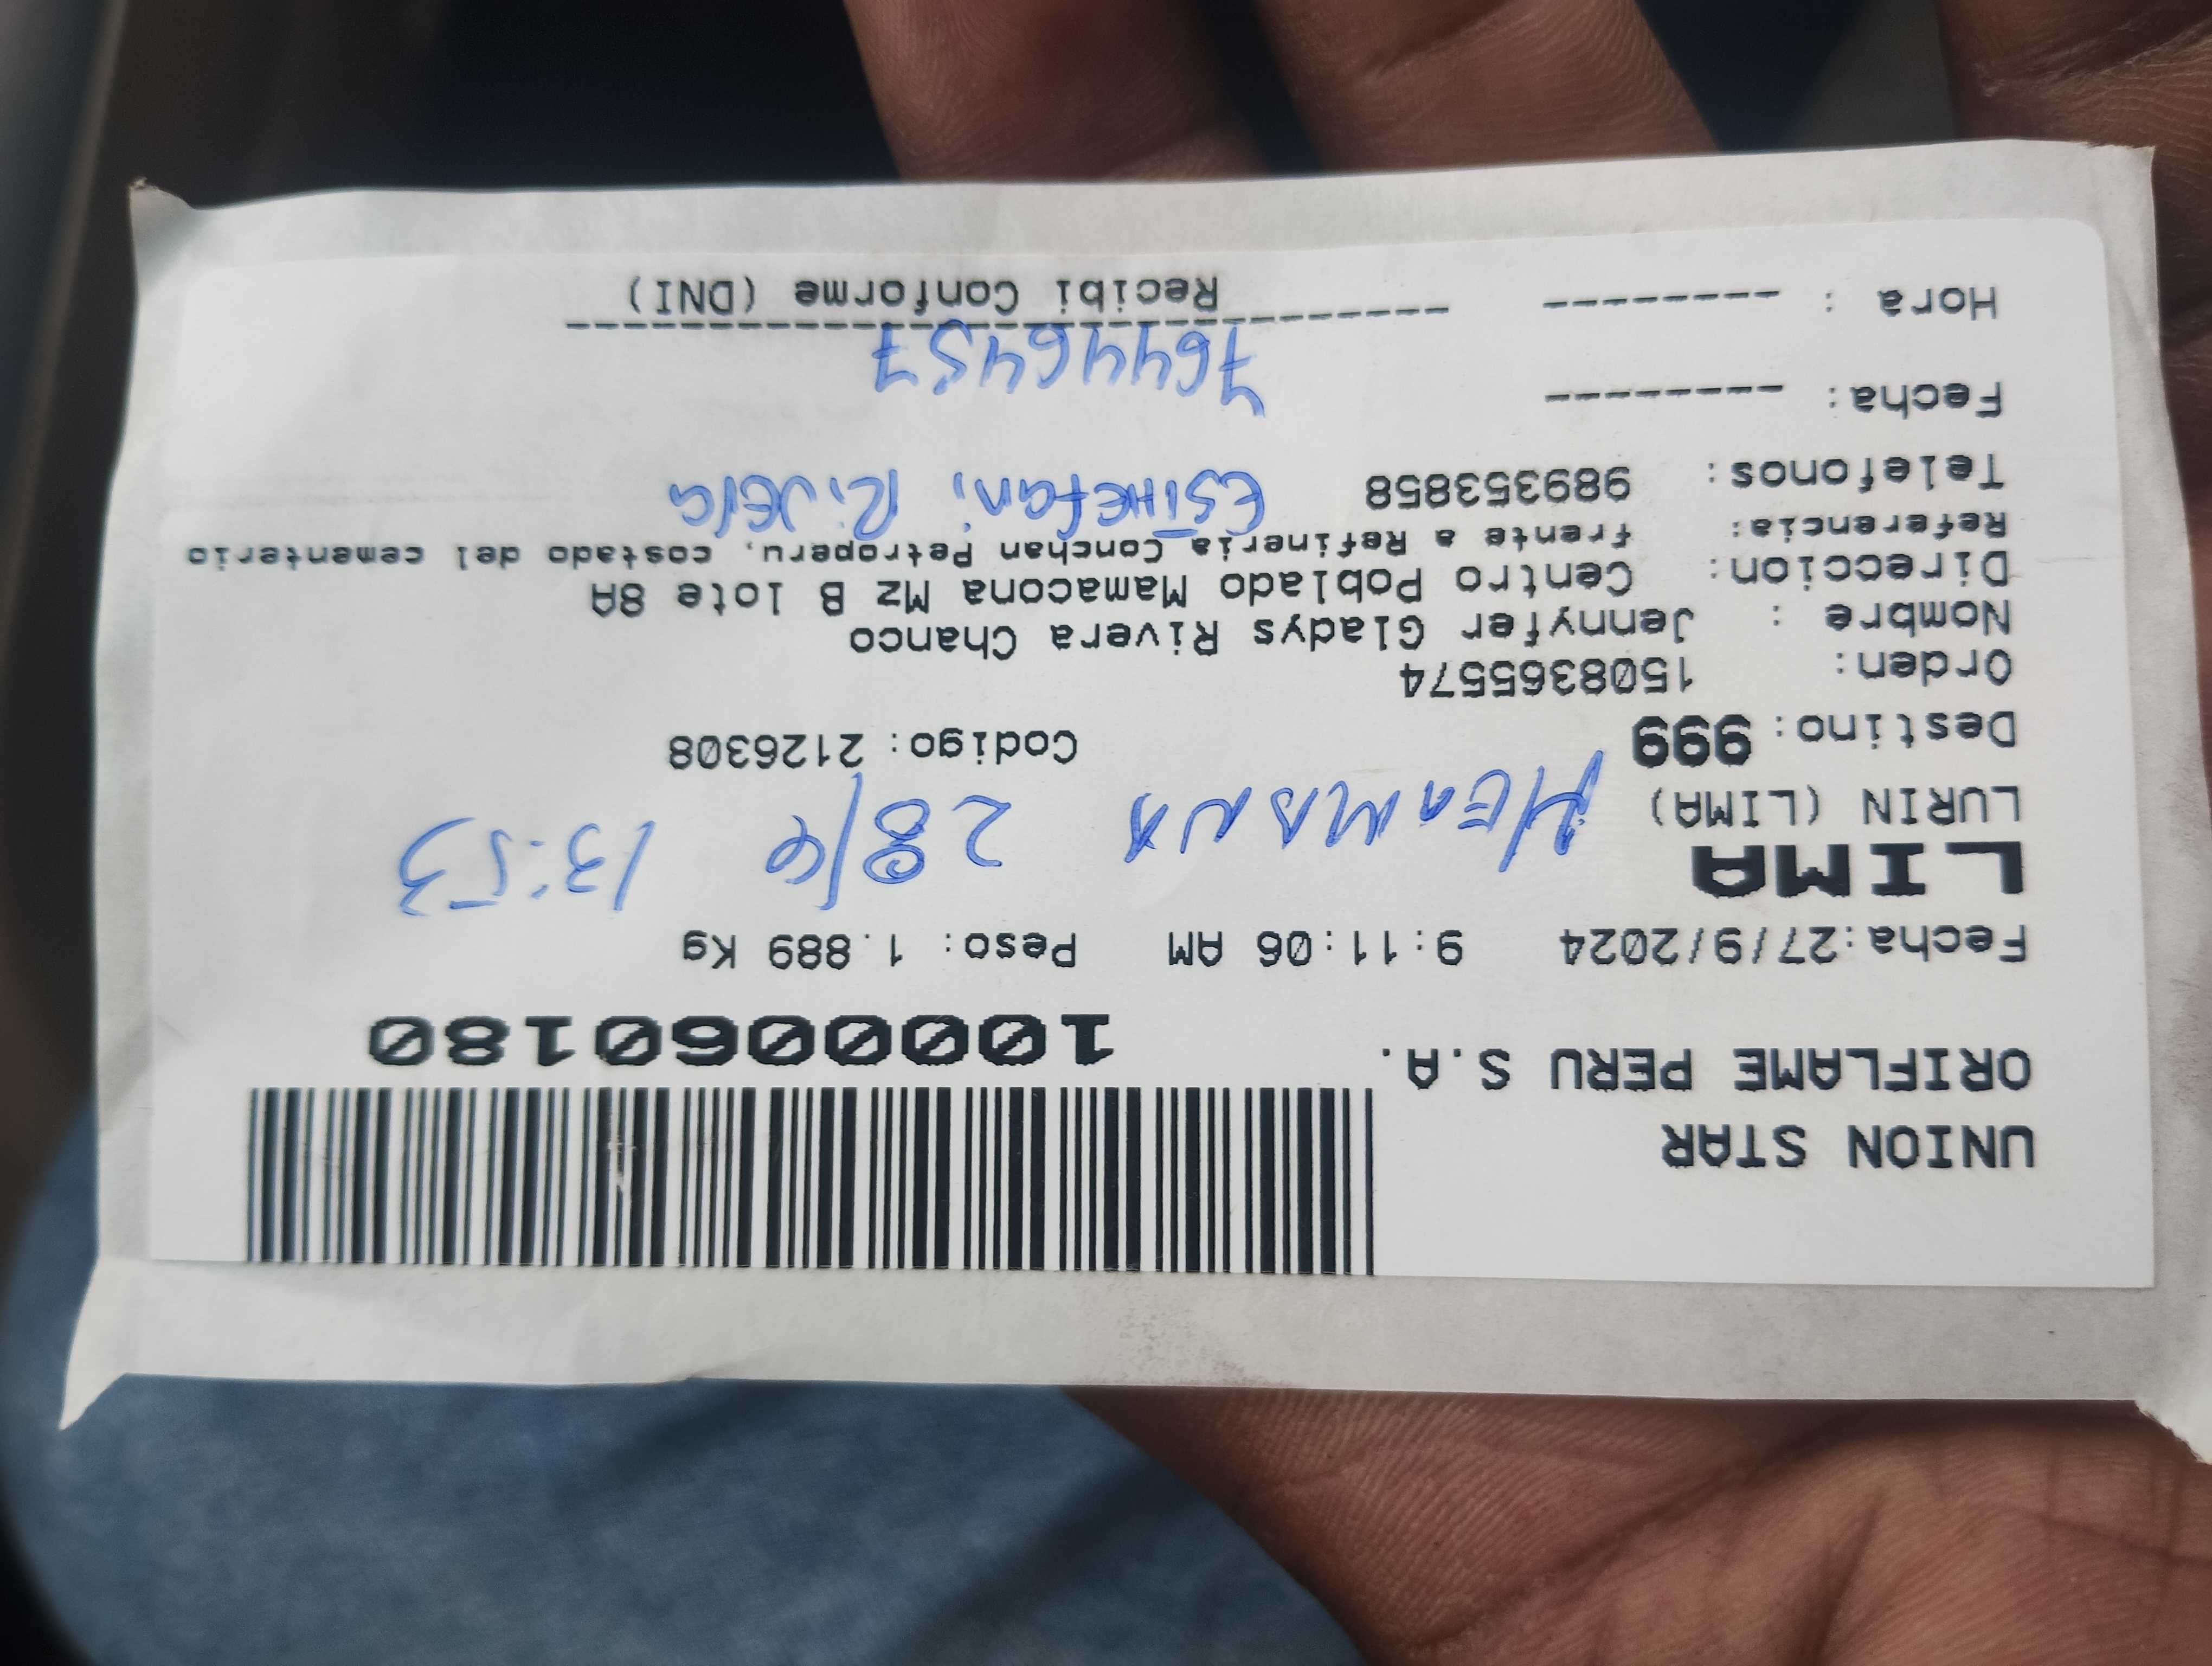 UNION STAR
ORIFLAME PERU S.A.
1000060180
Fecha:27/9/2024 9:11:06 AM Peso: 1.889 Kg
LIMA
LURIN (LIMA)
HERMANA 28/9 13:53
Destino: 999 Codigo: 2126308
Orden: 1508365574
Nombre : Jennyfer Gladys Rivera Chanco
Direccion: Centro Poblado Mamacona Mz B lote 8A
Referencia: frente a Refineria Conchan Petroperu, costado del cementerio
Telefonos: 989353858
Fecha: ---------
76446457
Hora : ---------
Recibi Conforme (DNI)